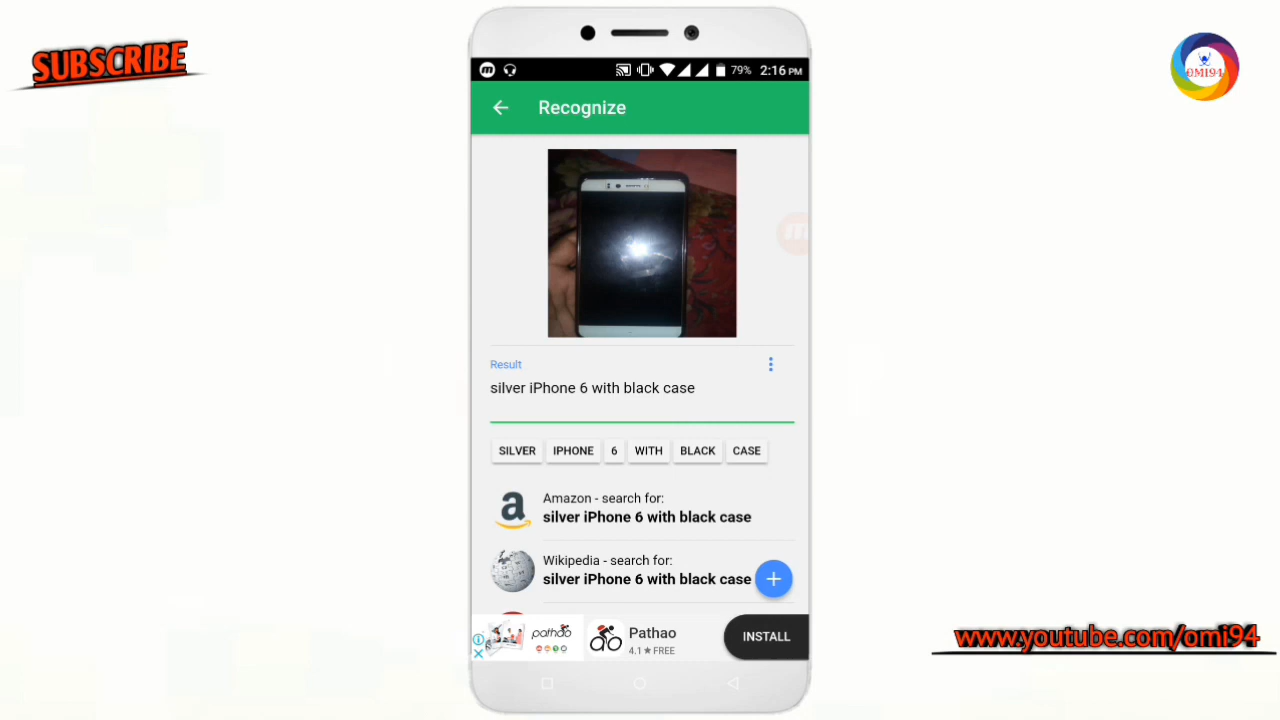 SUBSCRIBE
OMI94
79% 2:16 PM
Recognize
Result
silver iPhone 6 with black case
SILVER IPHONE 6 WITH BLACK CASE
Amazon - search for:
silver iPhone 6 with black case
Wikipedia - search for:
silver iPhone 6 with black case
pathao
Pathao
4.1 ★ FREE
INSTALL
www.youtube.com/omi94